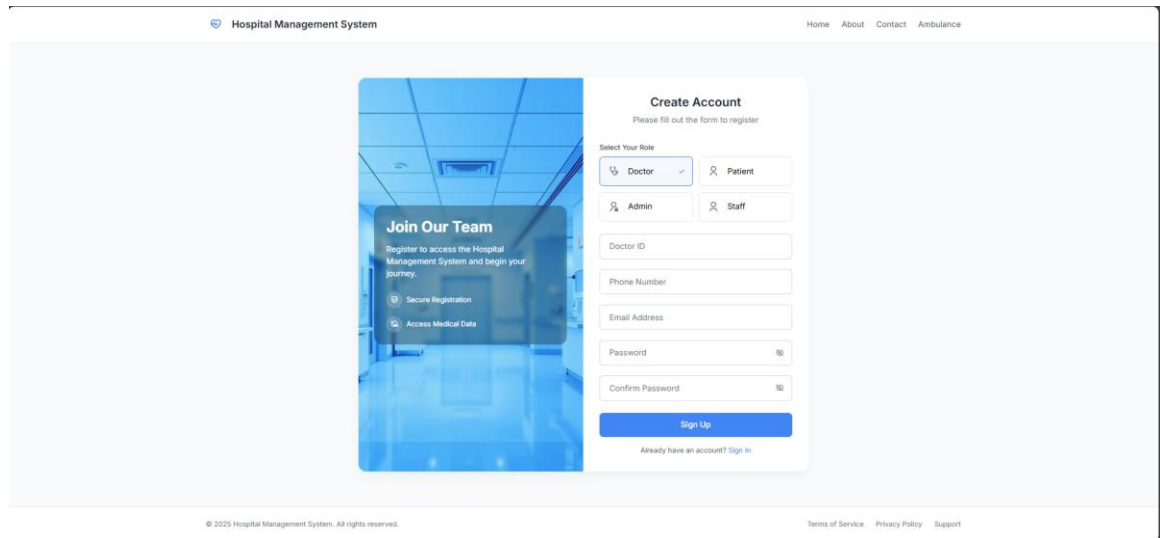 Hospital Management System
Home About Contact Ambulance
Join Our Team
Register to access the Hospital
Management System and begin your
journey.
Secure Registration
Access Medical Data
Create Account
Please fill out the form to register
Select Your Role
Doctor Patient
Admin Staff
Doctor ID
Phone Number
Email Address
Password
Confirm Password
Sign Up
Already have an account? Sign In
© 2025 Hospital Management System. All rights reserved.
Terms of Service Privacy Policy Support